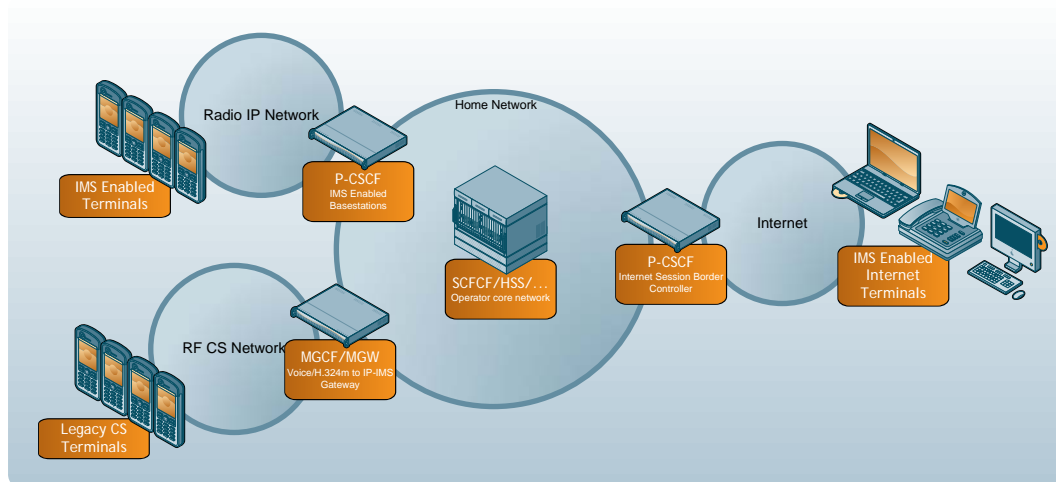 Radio IP Network
Home Network
P-CSCF
IMS Enabled
Basestations
IMS Enabled
Terminals
Internet
SCFCF/HSS/...
Operator core network
P-CSCF
Internet Session Border
Controller
IMS Enabled
Internet
Terminals
RF CS Network
MGCF/MGW
Voice/H.324m to IP-IMS
Gateway
Legacy CS
Terminals